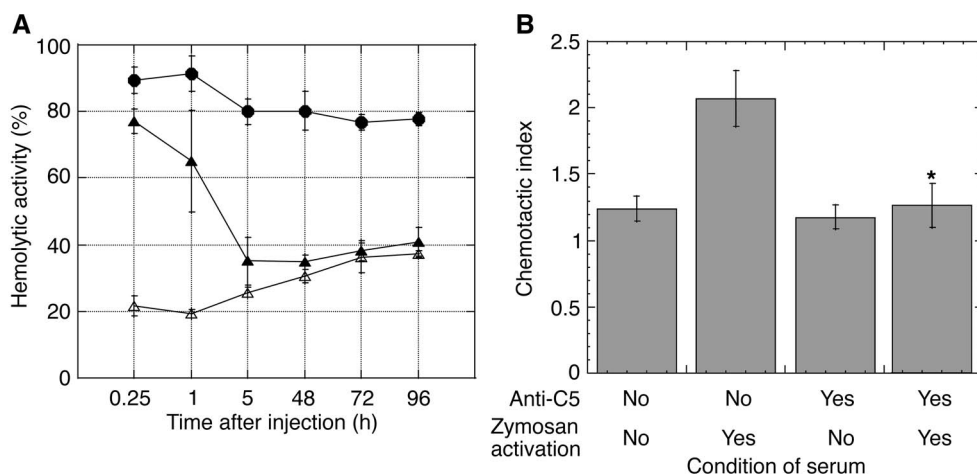 A
Hemolytic activity (%)
100
80
60
40
20
0
0.25 1 5 48 72 96
Time after injection (h)
B
Chemotactic index
2.5
2
1.5
1
0.5
0
*
Anti-C5 No No Yes Yes
Zymosan activation No Yes No Yes
Condition of serum